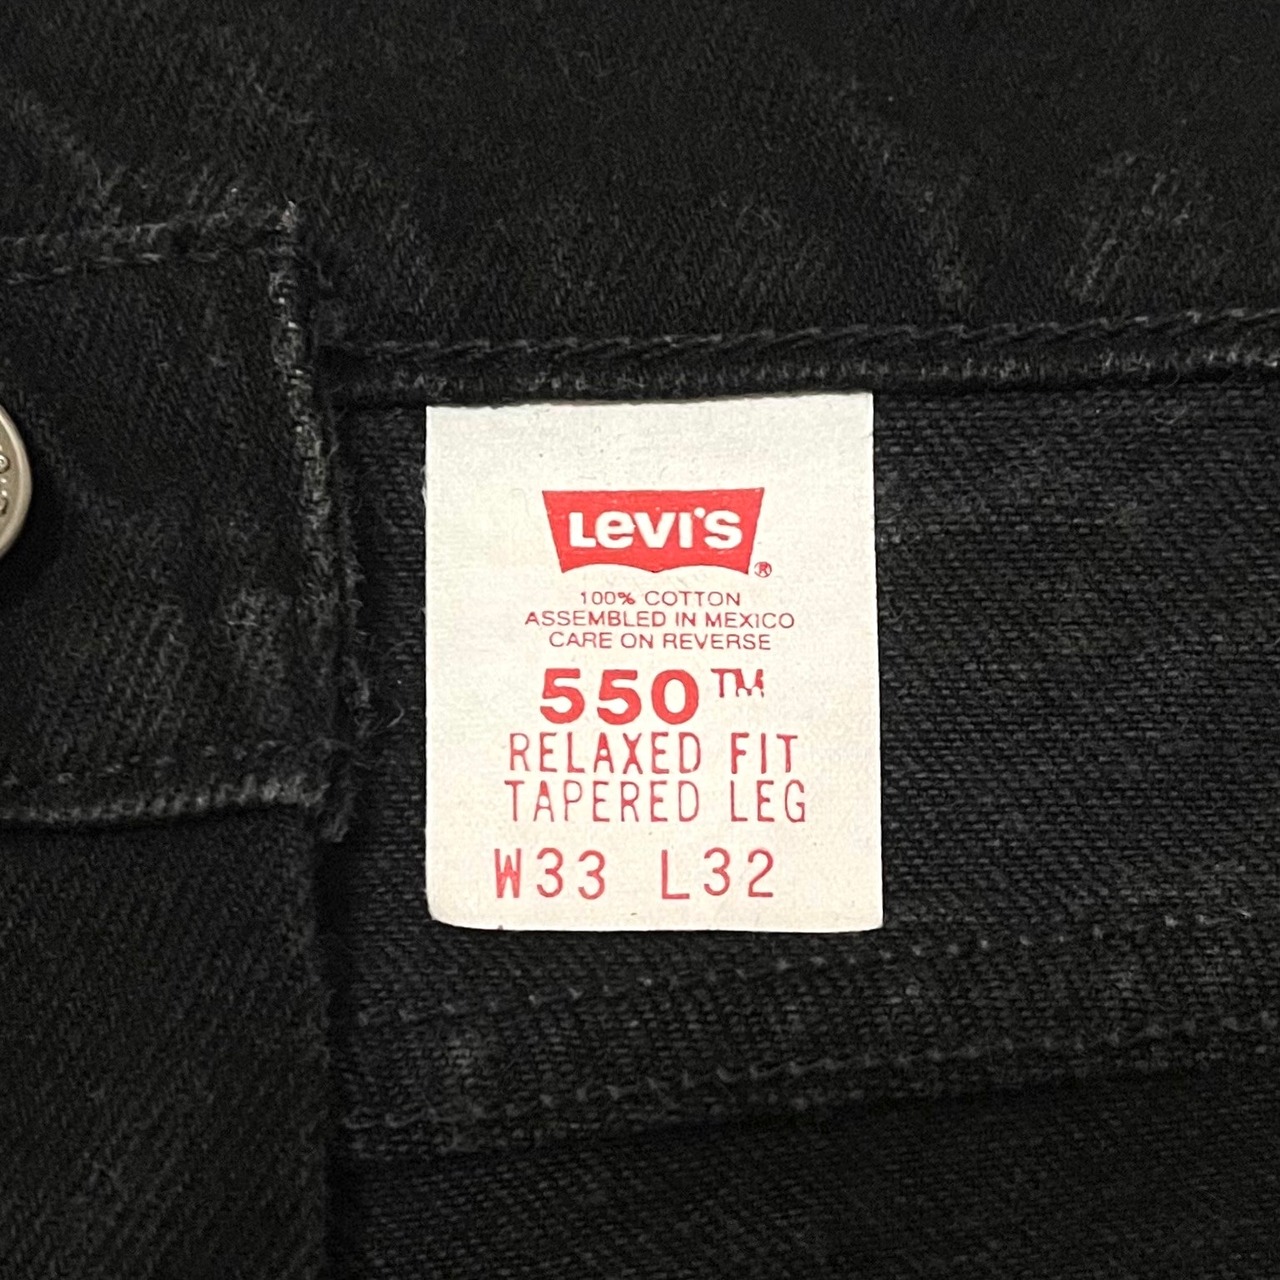 Levi's®
100% COTTON
ASSEMBLED IN MEXICO
CARE ON REVERSE
550™
RELAXED FIT
TAPERED LEG
W33 L32